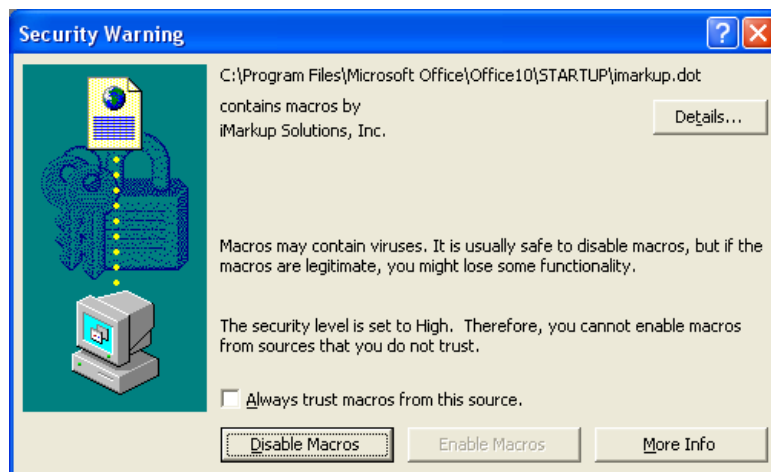 Security Warning
C:\Program Files\Microsoft Office\Office10\STARTUP\imarkup.dot
contains macros by
iMarkup Solutions, Inc.
Details...
Macros may contain viruses. It is usually safe to disable macros, but if the
macros are legitimate, you might lose some functionality.
The security level is set to High. Therefore, you cannot enable macros
from sources that you do not trust.
Always trust macros from this source.
Disable Macros
Enable Macros
More Info